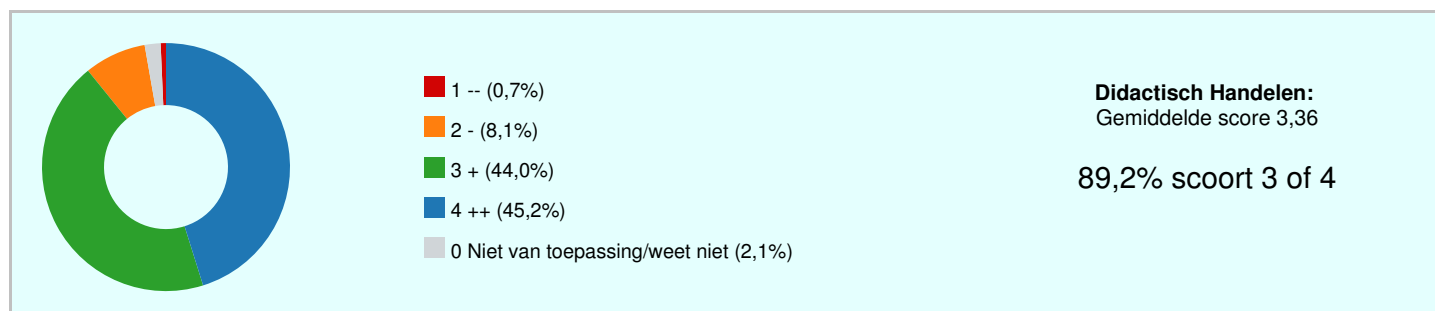 1 -- (0,7%)
2 - (8,1%)
3 + (44,0%)
4 ++ (45,2%)
0 Niet van toepassing/weet niet (2,1%)
Didactisch Handelen:
Gemiddelde score 3,36
89,2% scoort 3 of 4